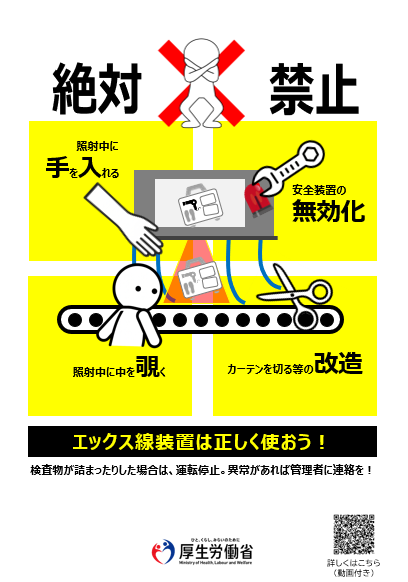 絶対 禁止
照射中に
手を入れる
安全装置の
無効化
照射中に中を覗く
カーテンを切る等の改造
エックス線装置は正しく使おう！
検査物が詰まったりした場合は、運転停止。異常があれば管理者に連絡を！
ひと、くらし、みらいのために
厚生労働省
Ministry of Health, Labour and Welfare
詳しくはこちら
（動画付き）